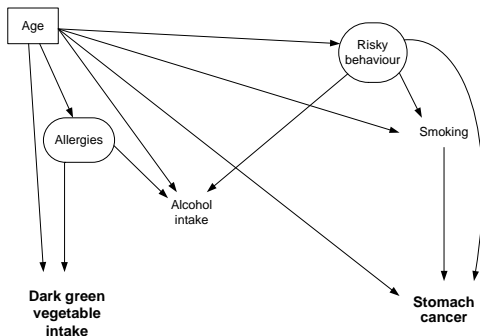 Age
Risky
behaviour
Smoking
Allergies
Alcohol
intake
Dark green
vegetable
intake
Stomach
cancer